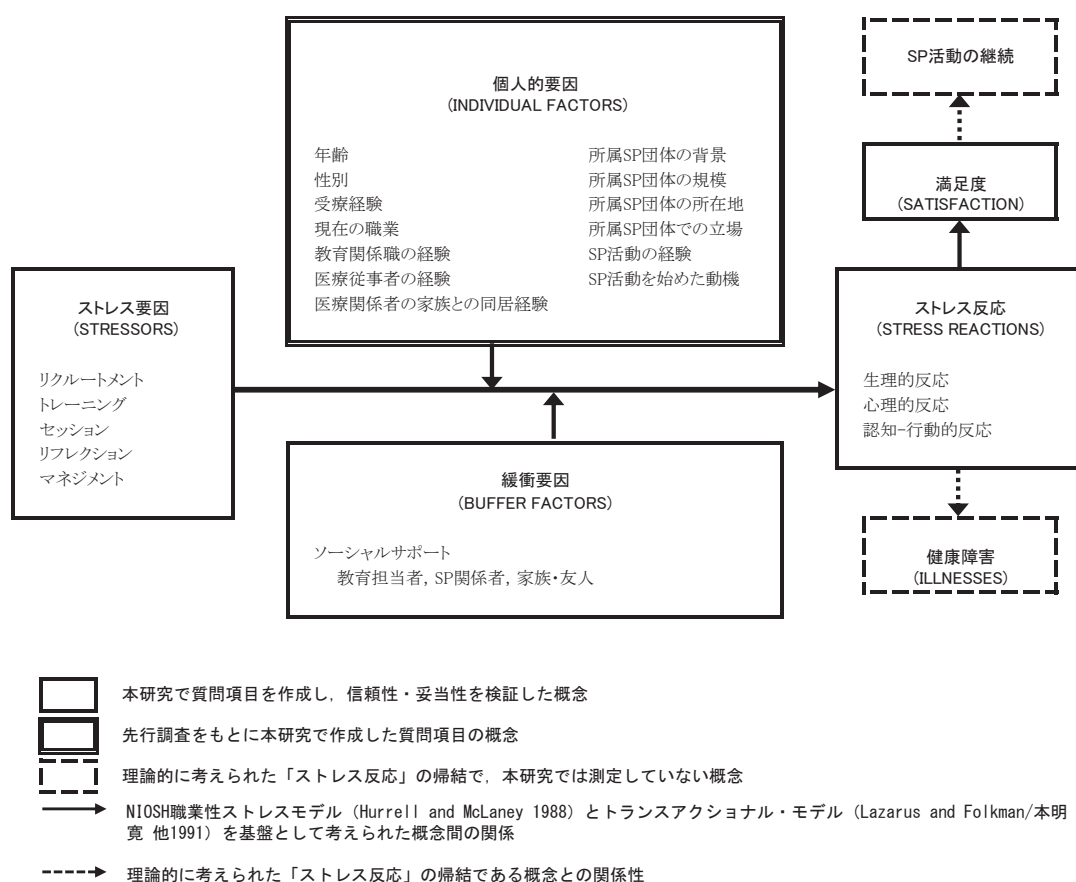 個人的要因
(INDIVIDUAL FACTORS)
年齢
性別
受療経験
現在の職業
教育関係職の経験
医療従事者の経験
医療関係者の家族との同居経験
所属SP団体の背景
所属SP団体の規模
所属SP団体の所在地
所属SP団体での立場
SP活動の経験
SP活動を始めた動機
SP活動の継続
満足度
(SATISFACTION)
ストレス要因
(STRESSORS)
リクルートメント
トレーニング
セッション
リフレクション
マネジメント
ストレス反応
(STRESS REACTIONS)
生理的反応
心理的反応
認知-行動的反応
緩衝要因
(BUFFER FACTORS)
ソーシャルサポート
教育担当者, SP関係者, 家族・友人
健康障害
(ILLNESSES)
本研究で質問項目を作成し, 信頼性・妥当性を検証した概念
先行調査をもとに本研究で作成した質問項目の概念
理論的に考えられた「ストレス反応」の帰結で, 本研究では測定していない概念
NIOSH職業性ストレスモデル (Hurrell and McLaney 1988) とトランスアクショナル・モデル (Lazarus and Folkman/本明
寛 他1991) を基盤として考えられた概念間の関係
理論的に考えられた「ストレス反応」の帰結である概念との関係性